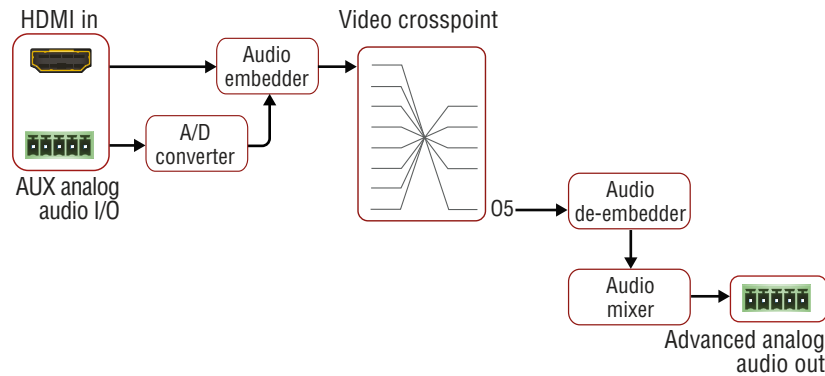 HDMI in
Video crosspoint
Audio
embedder
A/D
converter
AUX analog
audio I/O
O5
Audio
de-embedder
Audio
mixer
Advanced analog
audio out